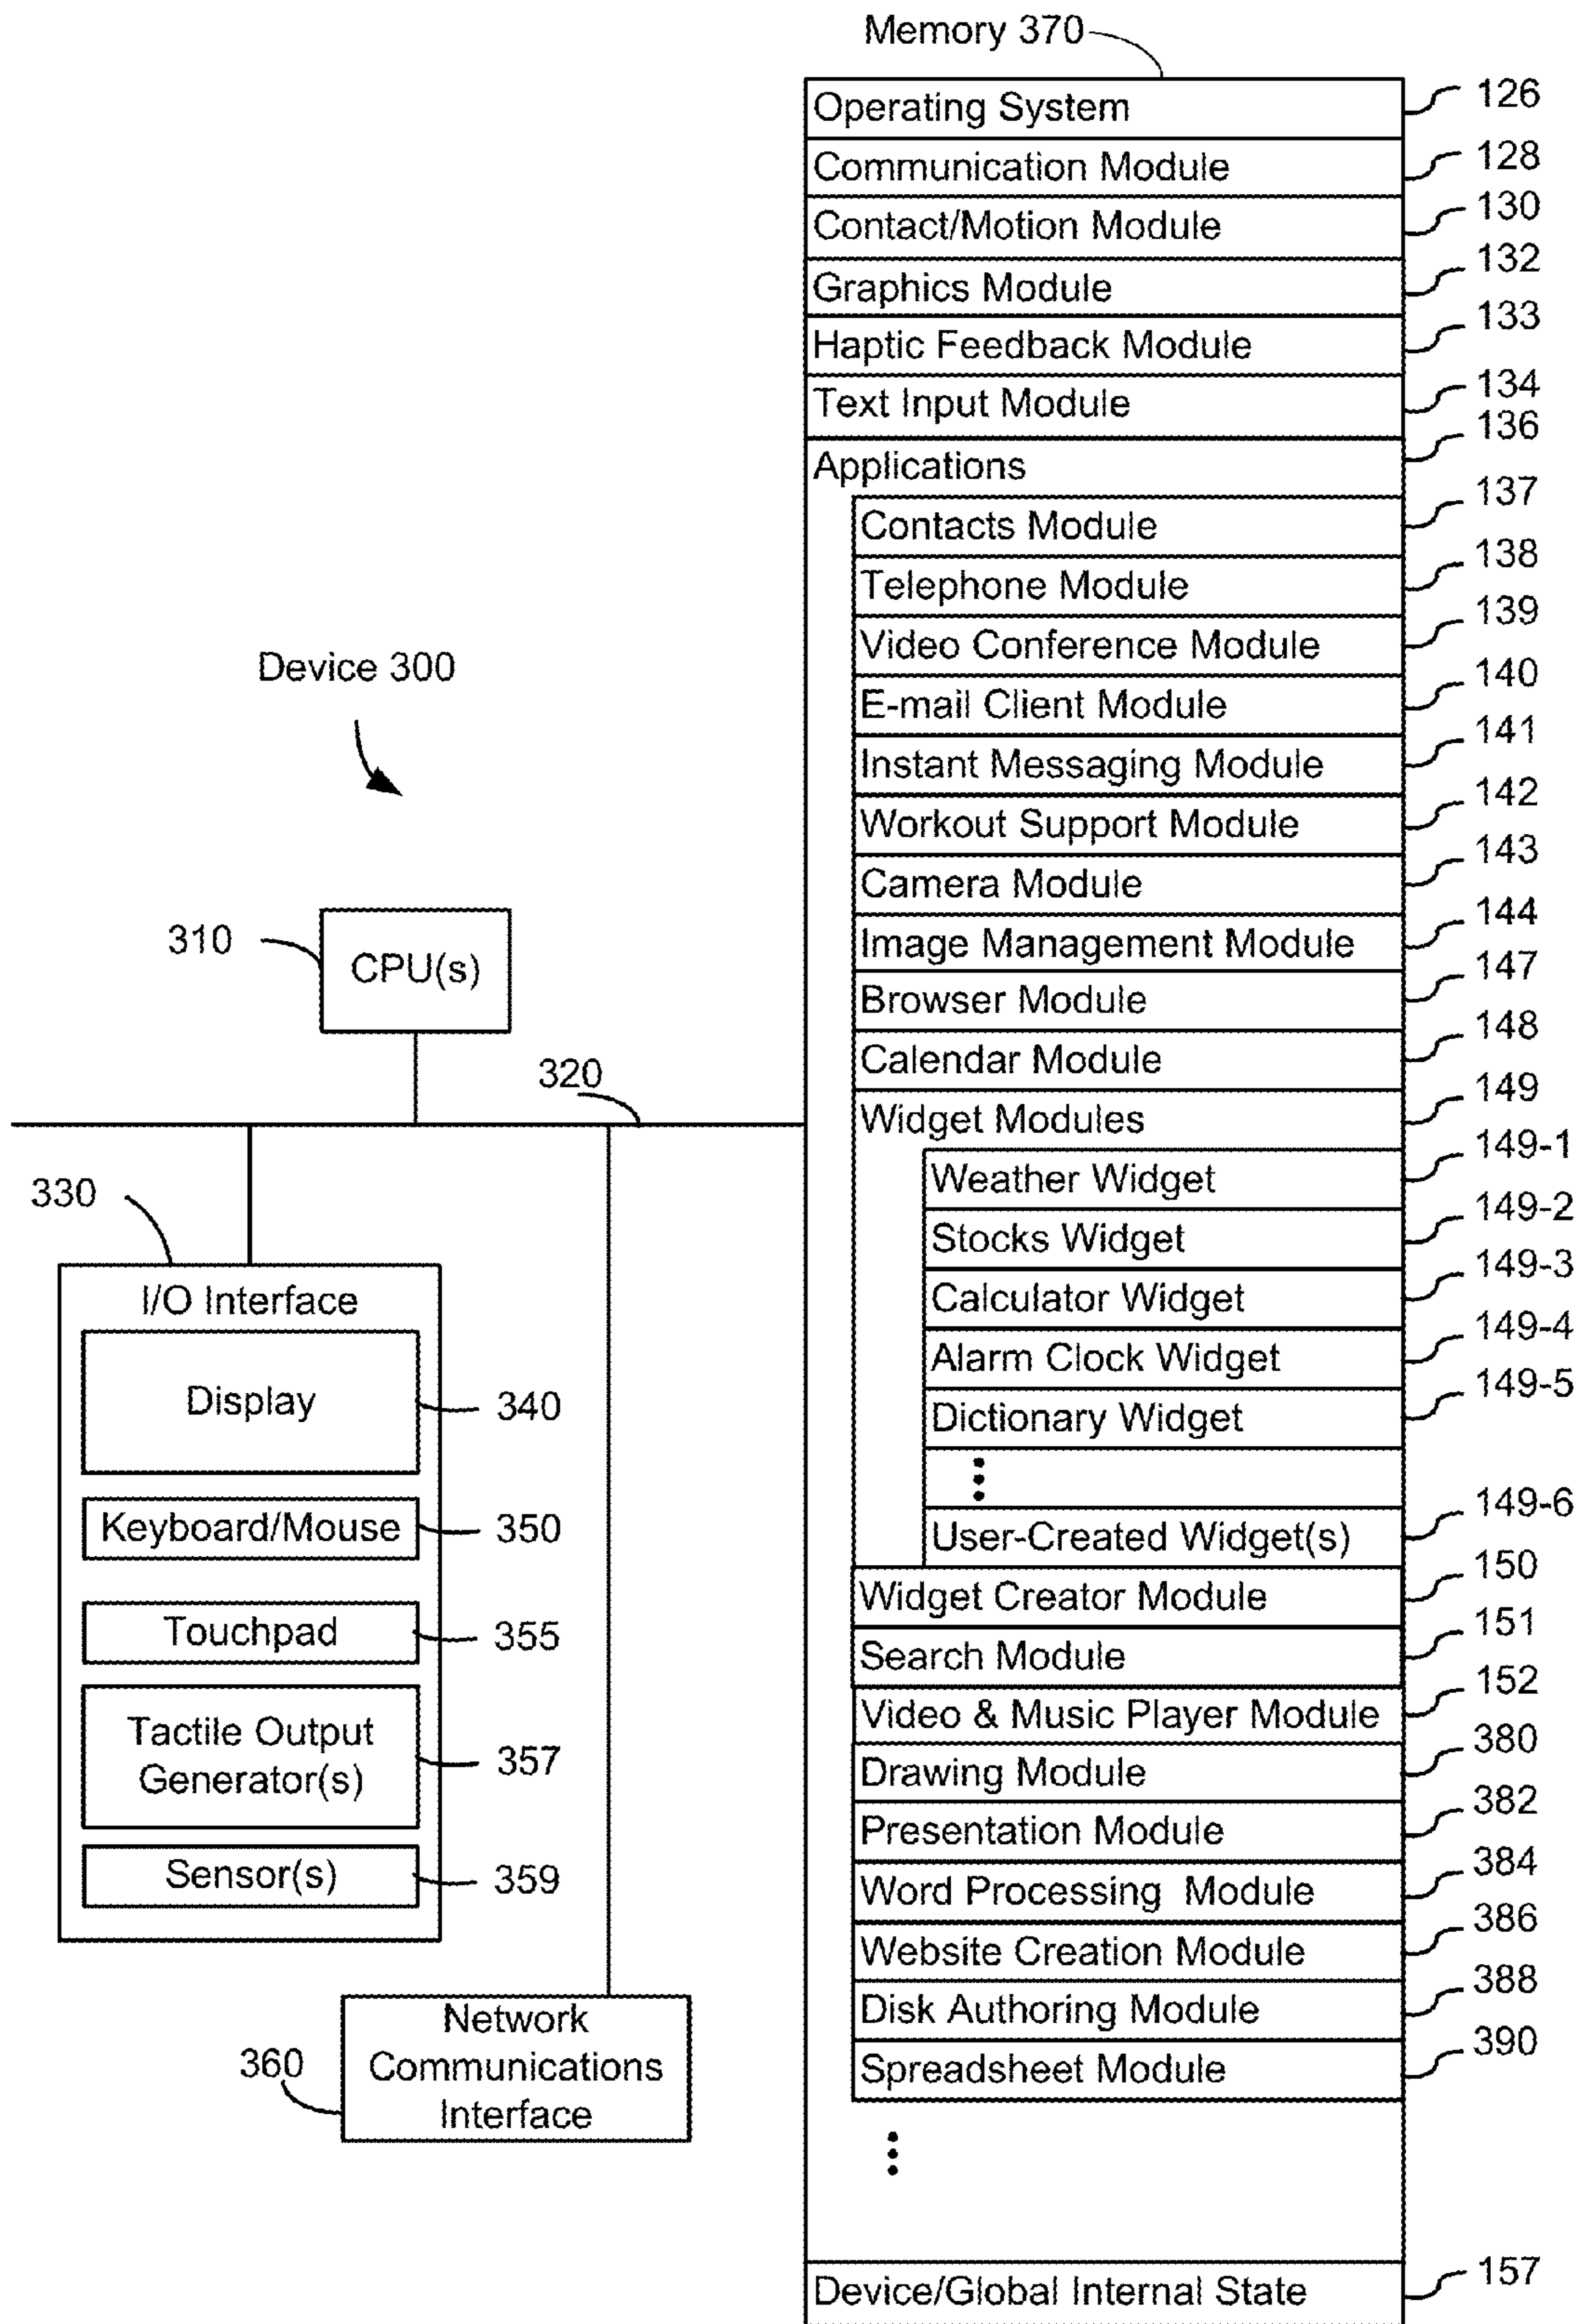 Memory 370
Operating System 126
Communication Module 128
Contact/Motion Module 130
Graphics Module 132
Haptic Feedback Module 133
Text Input Module 134
Applications 136
Contacts Module 137
Telephone Module 138
Video Conference Module 139
E-mail Client Module 140
Instant Messaging Module 141
Workout Support Module 142
Camera Module 143
Image Management Module 144
Browser Module 147
Calendar Module 148
Widget Modules 149
Weather Widget 149-1
Stocks Widget 149-2
Calculator Widget 149-3
Alarm Clock Widget 149-4
Dictionary Widget 149-5
User-Created Widget(s) 149-6
Widget Creator Module 150
Search Module 151
Video & Music Player Module 152
Drawing Module 380
Presentation Module 382
Word Processing Module 384
Website Creation Module 386
Disk Authoring Module 388
Spreadsheet Module 390
Device/Global Internal State 157
Device 300
310 CPU(s)
320
330
I/O Interface
Display 340
Keyboard/Mouse 350
Touchpad 355
Tactile Output
Generator(s) 357
Sensor(s) 359
Network
360 Communications
Interface